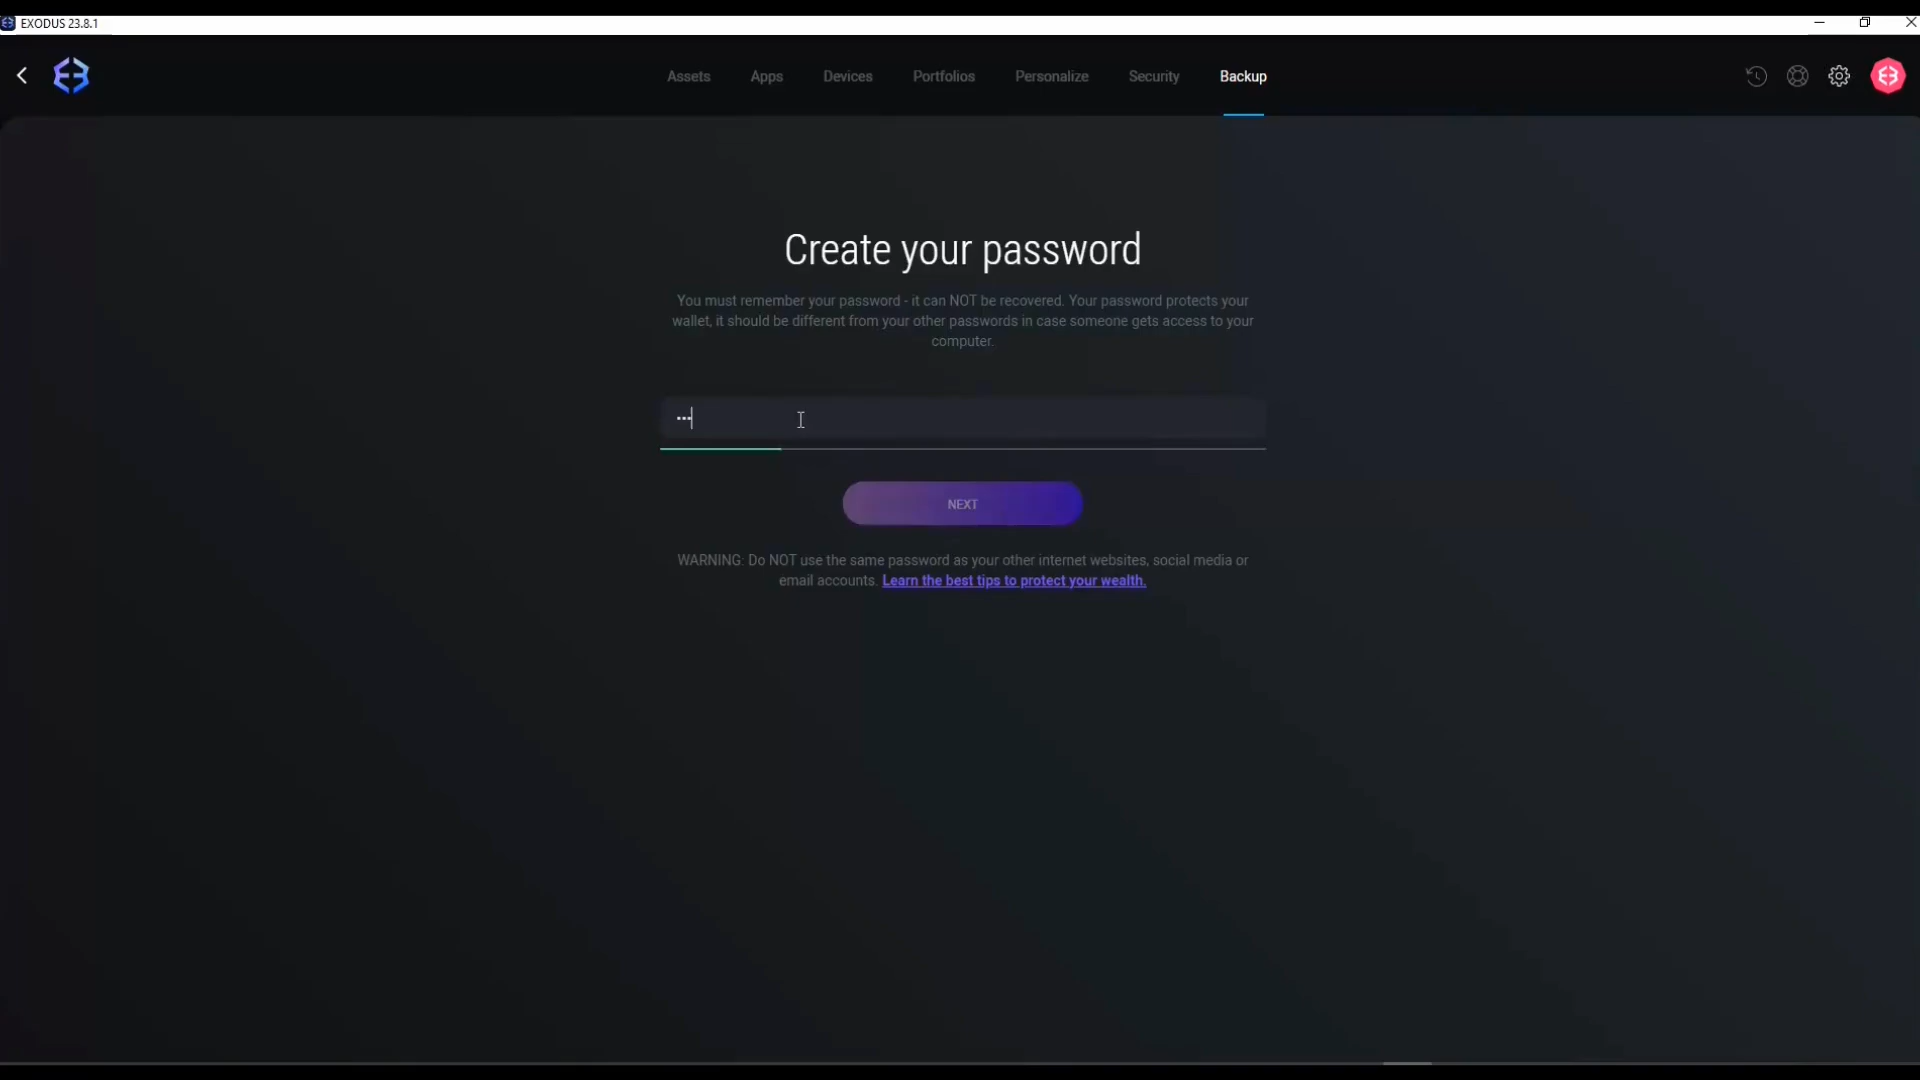 EXODUS 23.8.1
Assets Apps Devices Portfolios Personalize Security Backup
Create your password
You must remember your password - it can NOT be recovered. Your password protects your
wallet, it should be different from your other passwords in case someone gets access to your
computer.
NEXT
WARNING: Do NOT use the same password as your other internet websites, social media or
email accounts. Learn the best tips to protect your wealth.